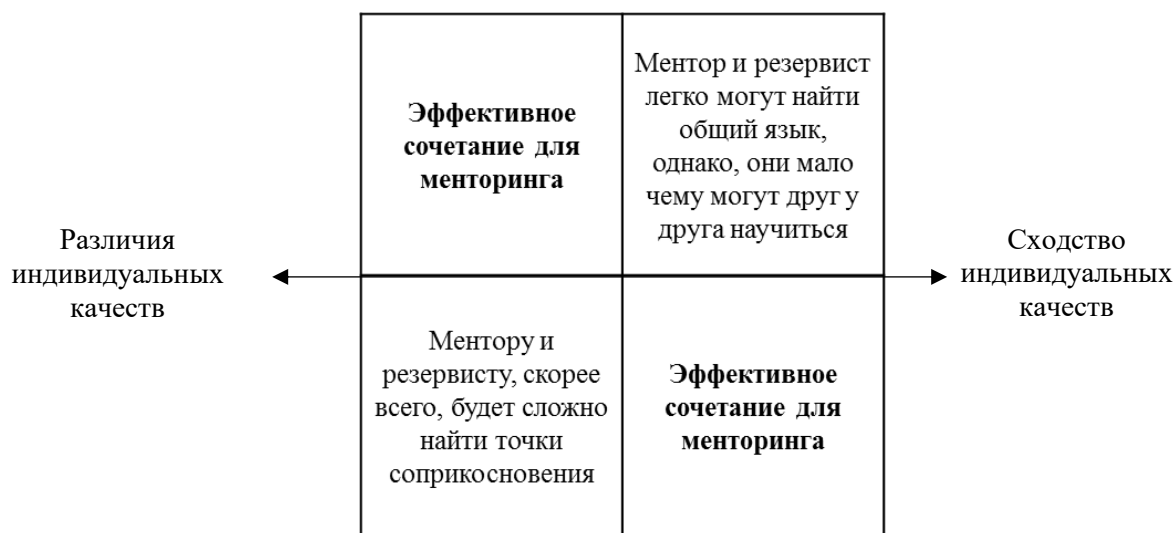 Эффективное
сочетание для
менторинга
Ментор и резервист
легко могут найти
общий язык,
однако, они мало
чему могут друг у
друга научиться
Различия
индивидуальных
качеств
Сходство
индивидуальных
качеств
Ментору и
резервисту, скорее
всего, будет сложно
найти точки
соприкосновения
Эффективное
сочетание для
менторинга